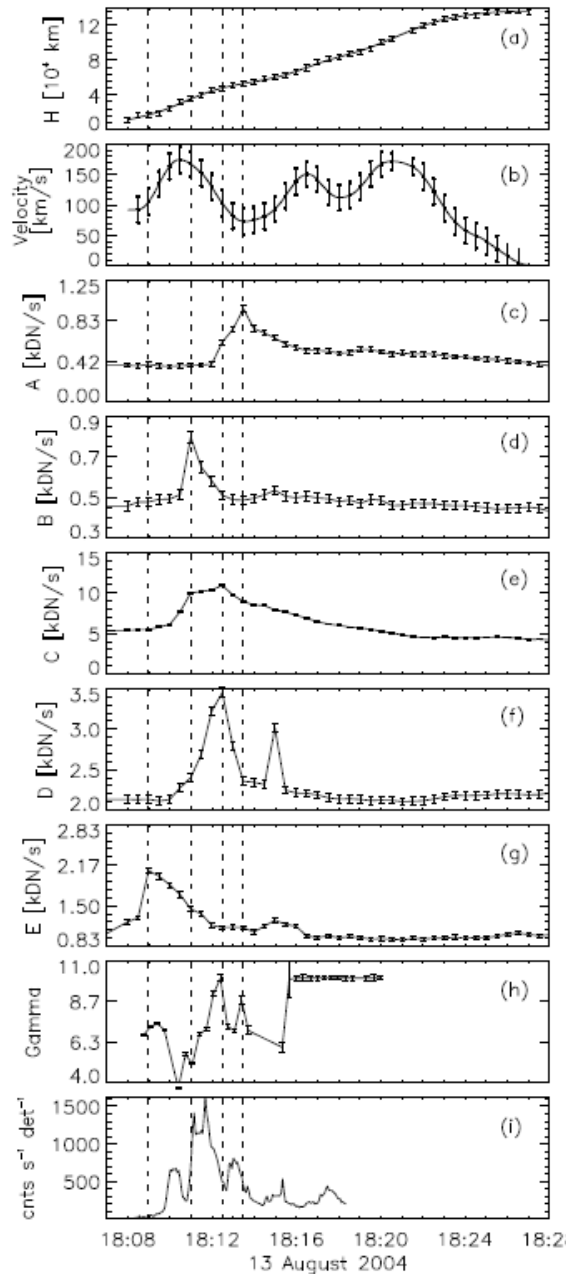 H [10⁴ km]
12
8
4
0
(a)
Velocity
[km/s]
200
150
100
50
0
(b)
A [kDN/s]
1.25
0.83
0.42
0.00
(c)
B [kDN/s]
0.9
0.7
0.5
0.3
(d)
C [kDN/s]
15
10
5
0
(e)
D [kDN/s]
3.5
3.0
2.5
2.0
(f)
E [kDN/s]
2.83
2.17
1.50
0.83
(g)
Gamma
11.0
8.7
6.3
4.0
(h)
cnts s⁻¹ det⁻¹
1500
1000
500
(i)
18:08 18:12 18:16 18:20 18:24 18:28
13 August 2004